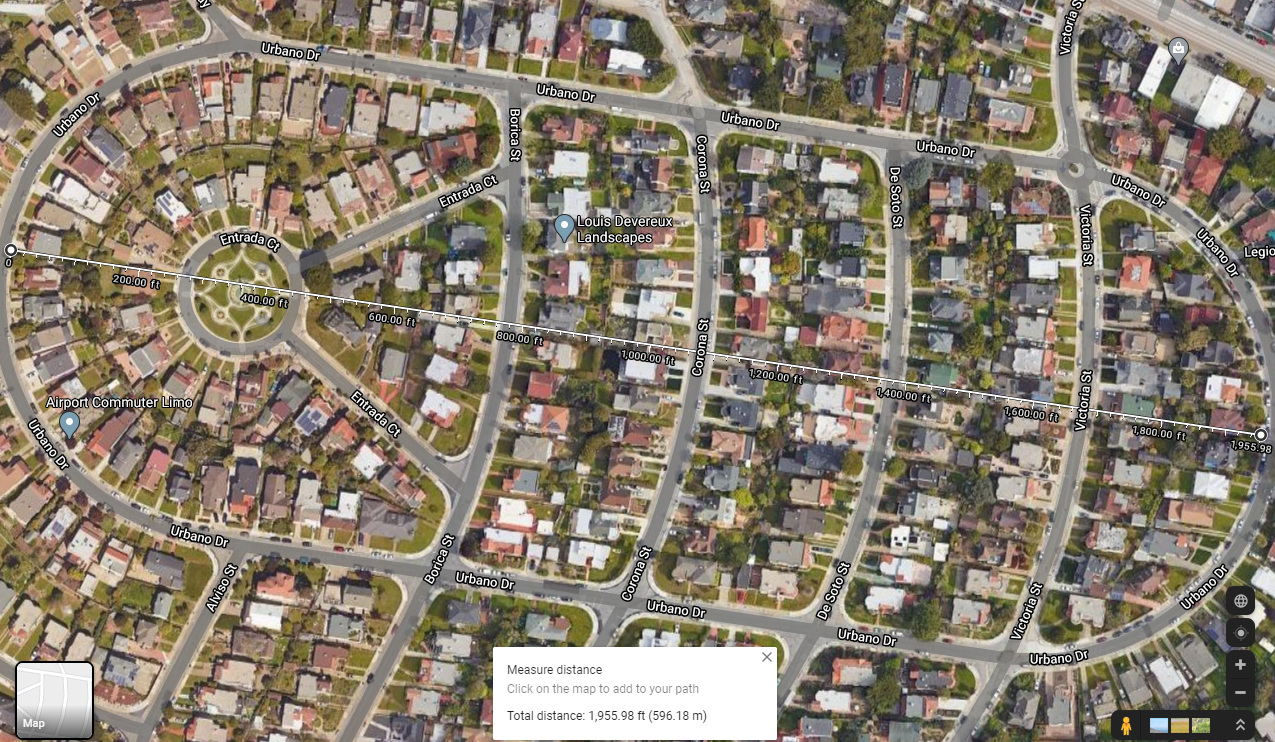 Victoria St
Urbano Dr
Urbano Dr
Urbano Dr
Urbano Dr
Urbano Dr
Borica St
Corona St
De Soto St
Entrada Ct
Urbano Dr
Victoria St
Louis Devereux
Landscapes
Entrada Ct
Urbano Dr
Legio
0
200.00 ft
400.00 ft
600.00 ft
800.00 ft
1,000.00 ft
1,200.00 ft
1,400.00 ft
1,600.00 ft
1,800.00 ft
1,955.98
Corona St
Victoria St
Airport Commuter Limo
Entrada Ct
Urbano Dr
Urbano Dr
Alviso St
Borica St
Urbano Dr
Corona St
Urbano Dr
De Soto St
Urbano Dr
Victoria St
Urbano Dr
Urbano Dr
Measure distance
Click on the map to add to your path
Total distance: 1,955.98 ft (596.18 m)
Map